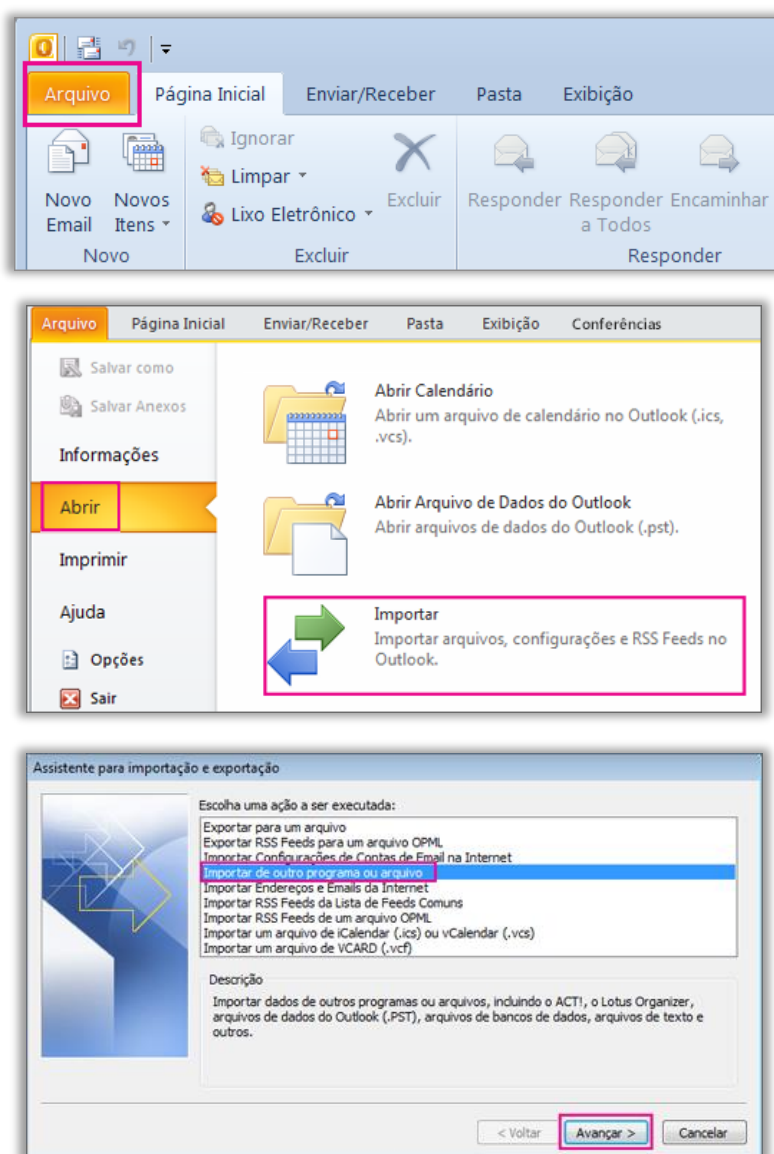 Arquivo Página Inicial Enviar/Receber Pasta Exibição
Novo Email
Novos Itens
Ignorar
Limpar
Lixo Eletrônico
Excluir
Responder
Responder a Todos
Encaminhar
Novo Excluir Responder
Arquivo Página Inicial Enviar/Receber Pasta Exibição Conferências
Salvar como
Salvar Anexos
Informações
Abrir
Imprimir
Ajuda
Opções
Sair
Abrir Calendário
Abrir um arquivo de calendário no Outlook (.ics,
.vcs).
Abrir Arquivo de Dados do Outlook
Abrir arquivos de dados do Outlook (.pst).
Importar
Importar arquivos, configurações e RSS Feeds no
Outlook.
Assistente para importação e exportação
Escolha uma ação a ser executada:
Exportar para um arquivo
Exportar RSS Feeds para um arquivo OPML
Importar Configurações de Contas de Email na Internet
Importar de outro programa ou arquivo
Importar Endereços e Emails da Internet
Importar RSS Feeds da Lista de Feeds Comuns
Importar RSS Feeds de um arquivo OPML
Importar um arquivo de iCalendar (.ics) ou vCalendar (.vcs)
Importar um arquivo de VCARD (.vcf)
Descrição
Importar dados de outros programas ou arquivos, incluindo o ACT!, o Lotus Organizer,
arquivos de dados do Outlook (.PST), arquivos de bancos de dados, arquivos de texto e
outros.
< Voltar Avançar > Cancelar